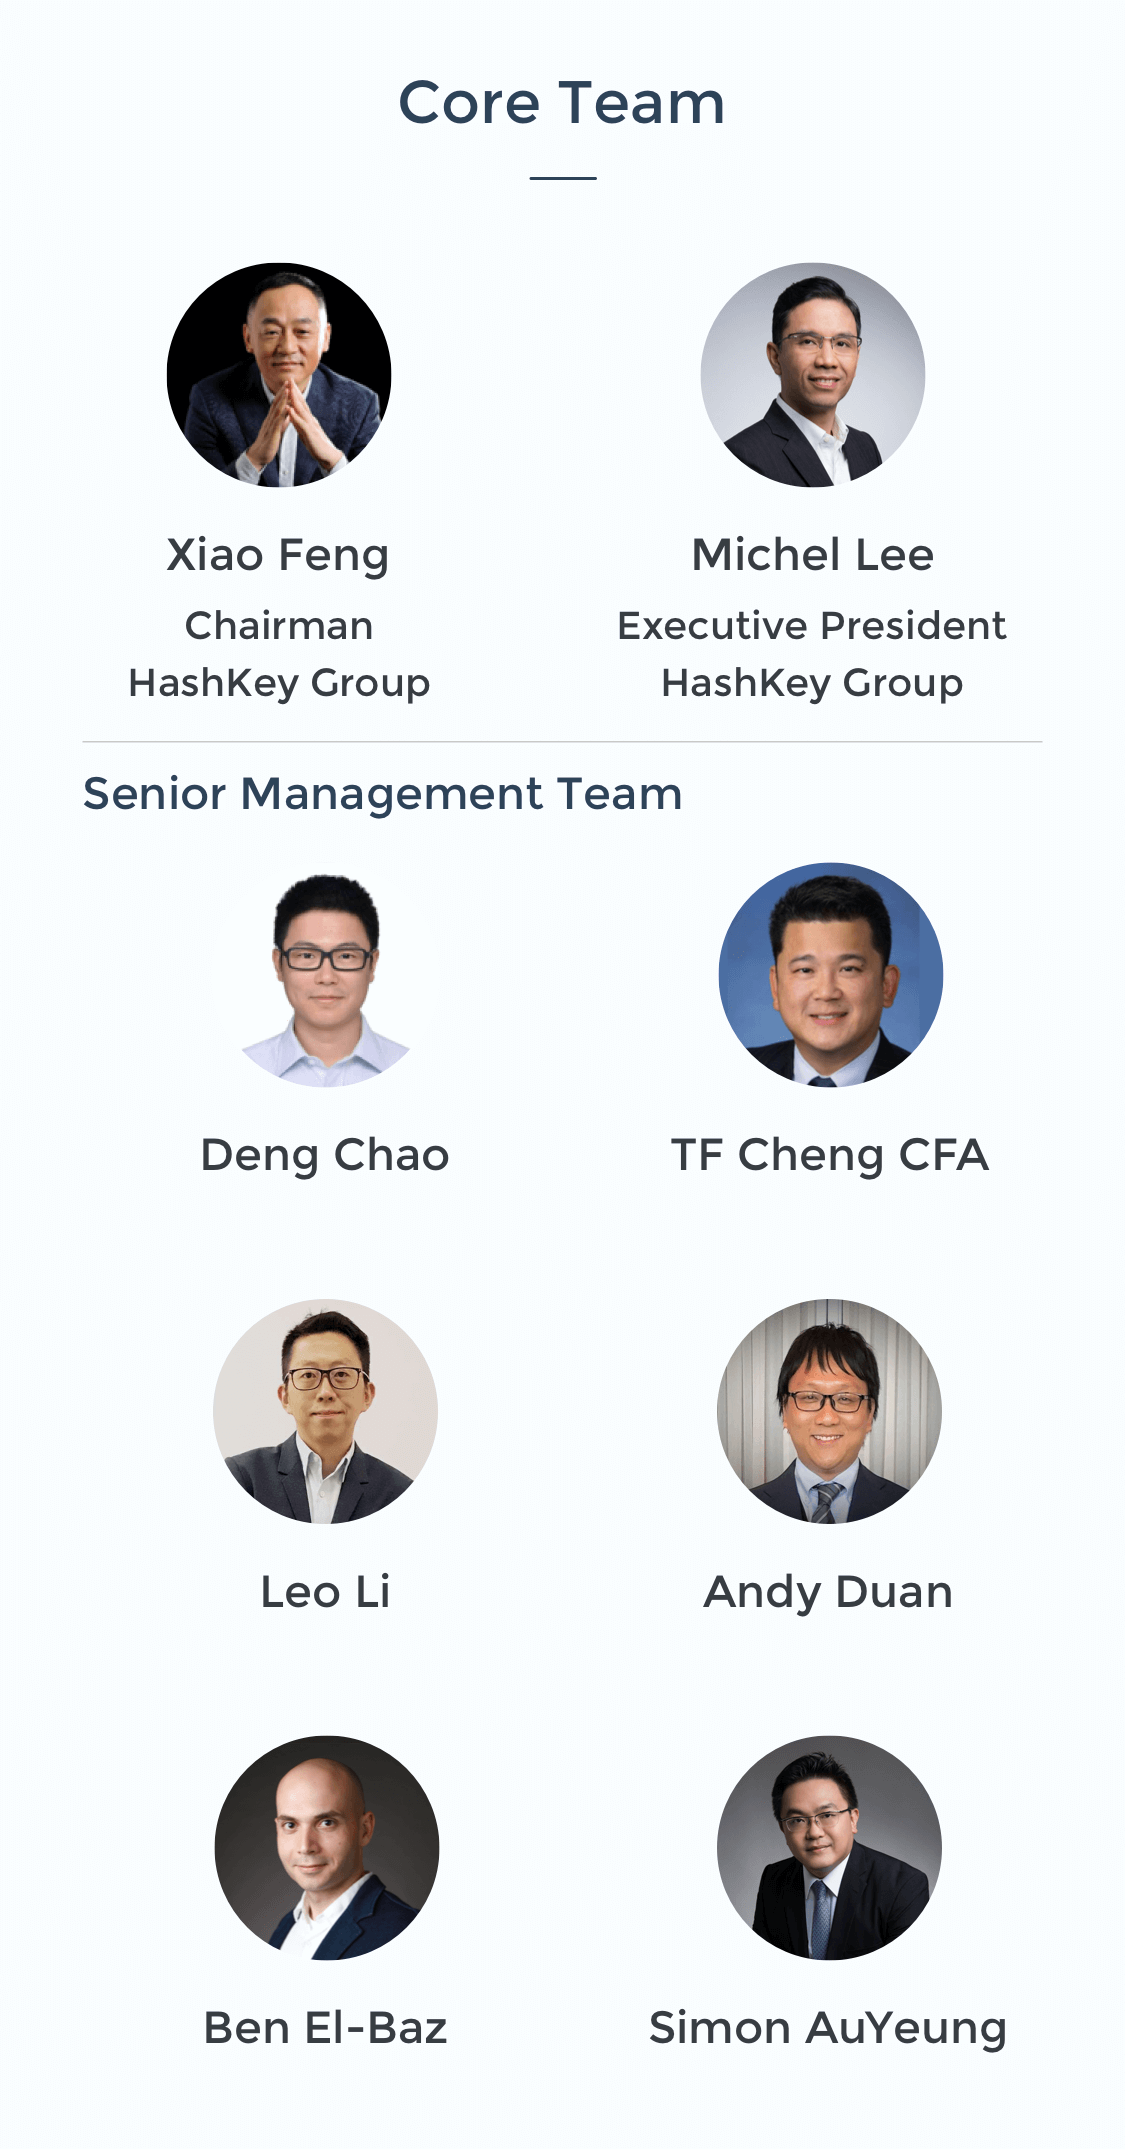 Core Team
Xiao Feng
Chairman
HashKey Group
Michel Lee
Executive President
HashKey Group
Senior Management Team
Deng Chao
TF Cheng CFA
Leo Li
Andy Duan
Ben El-Baz
Simon AuYeung